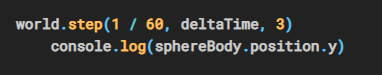 world.step(1 / 60, deltaTime, 3)
    console.log(sphereBody.position.y)